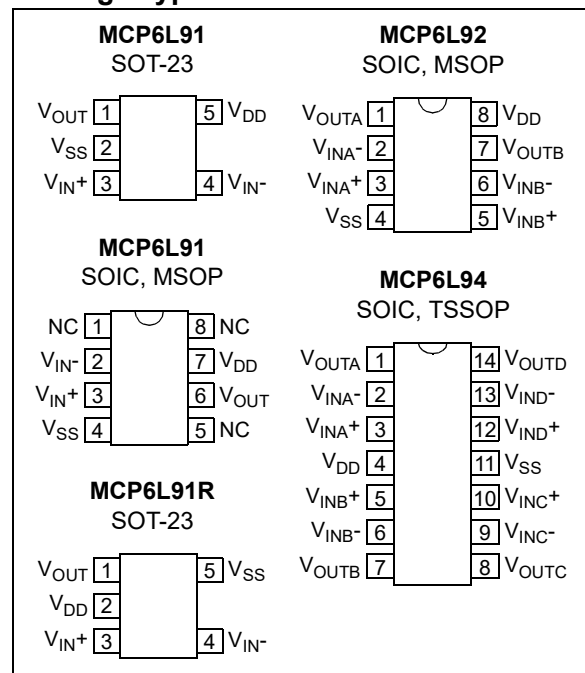 MCP6L91
SOT-23
VOUT 1 5 VDD
VSS 2
VIN+ 3 4 VIN-
MCP6L91
SOIC, MSOP
NC 1 8 NC
VIN- 2 7 VDD
VIN+ 3 6 VOUT
VSS 4 5 NC
MCP6L91R
SOT-23
VOUT 1 5 VSS
VDD 2
VIN+ 3 4 VIN-
MCP6L92
SOIC, MSOP
VOUTA 1 8 VDD
VINA- 2 7 VOUTB
VINA+ 3 6 VINB-
VSS 4 5 VINB+
MCP6L94
SOIC, TSSOP
VOUTA 1 14 VOUTD
VINA- 2 13 VIND-
VINA+ 3 12 VIND+
VDD 4 11 VSS
VINB+ 5 10 VINC+
VINB- 6 9 VINC-
VOUTB 7 8 VOUTC